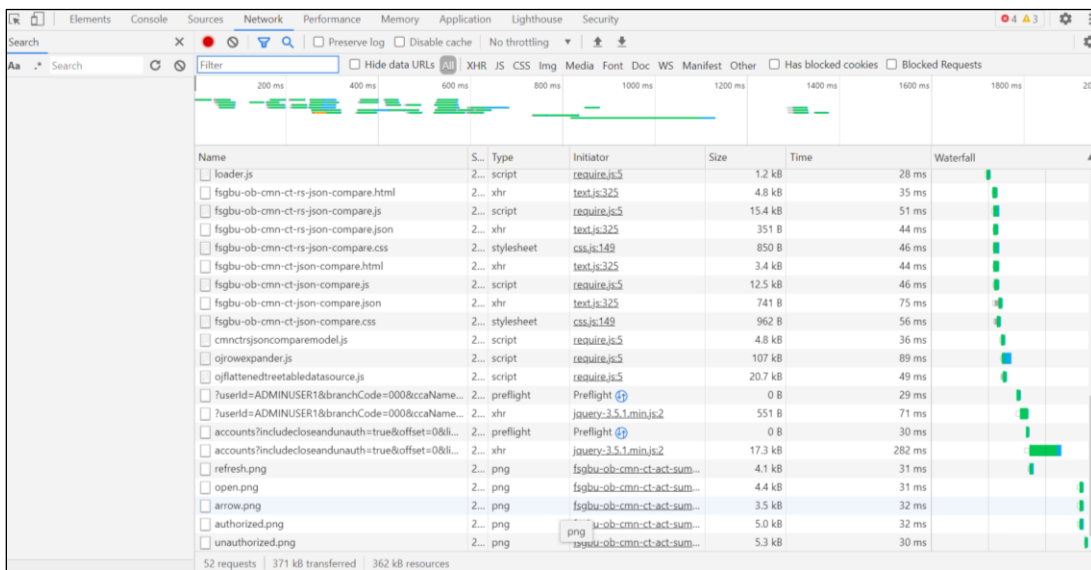 Elements Console Sources Network Performance Memory Application Lighthouse Security 4 3
Search × Preserve log Disable cache No throttling
Aa .* Search Filter Hide data URLs All XHR JS CSS Img Media Font Doc WS Manifest Other Has blocked cookies Blocked Requests
200 ms 400 ms 600 ms 800 ms 1000 ms 1200 ms 1400 ms 1600 ms 1800 ms 20
Name S... Type Initiator Size Time Waterfall
loader.js 2... script require.js:5 1.2 kB 28 ms
fsgbu-ob-cmn-ct-rs-json-compare.html 2... xhr text.js:325 4.8 kB 35 ms
fsgbu-ob-cmn-ct-rs-json-compare.js 2... script require.js:5 15.4 kB 51 ms
fsgbu-ob-cmn-ct-rs-json-compare.json 2... xhr text.js:325 351 B 44 ms
fsgbu-ob-cmn-ct-rs-json-compare.css 2... stylesheet css.js:149 850 B 46 ms
fsgbu-ob-cmn-ct-json-compare.html 2... xhr text.js:325 3.4 kB 44 ms
fsgbu-ob-cmn-ct-json-compare.js 2... script require.js:5 12.5 kB 46 ms
fsgbu-ob-cmn-ct-json-compare.json 2... xhr text.js:325 741 B 75 ms
fsgbu-ob-cmn-ct-json-compare.css 2... stylesheet css.js:149 962 B 56 ms
cmnctrsjsoncomparemodel.js 2... script require.js:5 4.8 kB 36 ms
ojrowexpander.js 2... script require.js:5 107 kB 89 ms
ojflattenedtreetabledatasource.js 2... script require.js:5 20.7 kB 49 ms
?userId=ADMINUSER1&branchCode=000&ccaName... 2... preflight Preflight 0 B 29 ms
?userId=ADMINUSER1&branchCode=000&ccaName... 2... xhr jquery-3.5.1.min.js:2 551 B 71 ms
accounts?includecloseandunauth=true&offset=0&li... 2... preflight Preflight 0 B 30 ms
accounts?includecloseandunauth=true&offset=0&li... 2... xhr jquery-3.5.1.min.js:2 17.3 kB 282 ms
refresh.png 2... png fsgbu-ob-cmn-ct-act-sum... 4.1 kB 31 ms
open.png 2... png fsgbu-ob-cmn-ct-act-sum... 4.4 kB 31 ms
arrow.png 2... png fsgbu-ob-cmn-ct-act-sum... 3.5 kB 32 ms
authorized.png 2... png u-ob-cmn-ct-act-sum... 5.0 kB 32 ms
png
unauthorized.png 2... png fsgbu-ob-cmn-ct-act-sum... 5.3 kB 30 ms
52 requests 371 kB transferred 362 kB resources